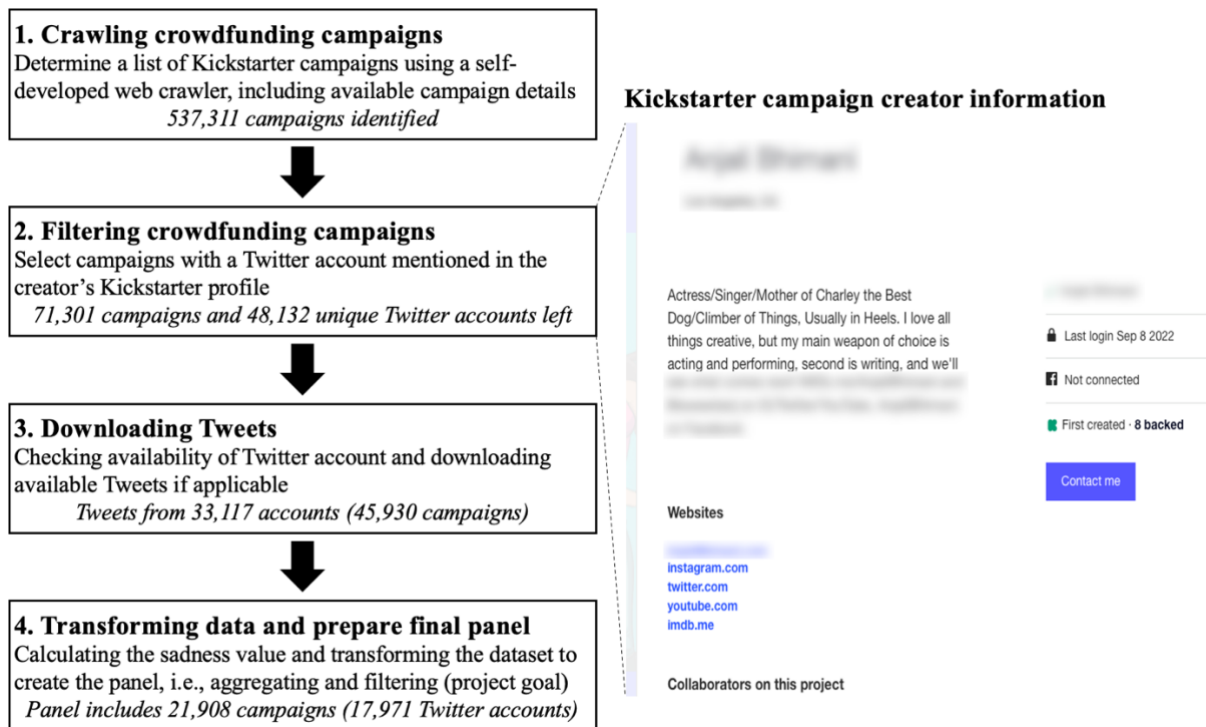 1. Crawling crowdfunding campaigns
Determine a list of Kickstarter campaigns using a self-
developed web crawler, including available campaign details
537,311 campaigns identified
2. Filtering crowdfunding campaigns
Select campaigns with a Twitter account mentioned in the
creator's Kickstarter profile
71,301 campaigns and 48,132 unique Twitter accounts left
3. Downloading Tweets
Checking availability of Twitter account and downloading
available Tweets if applicable
Tweets from 33,117 accounts (45,930 campaigns)
4. Transforming data and prepare final panel
Calculating the sadness value and transforming the dataset to
create the panel, i.e., aggregating and filtering (project goal)
Panel includes 21,908 campaigns (17,971 Twitter accounts)
Kickstarter campaign creator information
Actress/Singer/Mother of Charley the Best
Dog/Climber of Things, Usually in Heels. I love all
things creative, but my main weapon of choice is
acting and performing, second is writing, and we'll
Last login Sep 8 2022
Not connected
First created · 8 backed
Contact me
Websites
instagram.com
twitter.com
youtube.com
imdb.me
Collaborators on this project